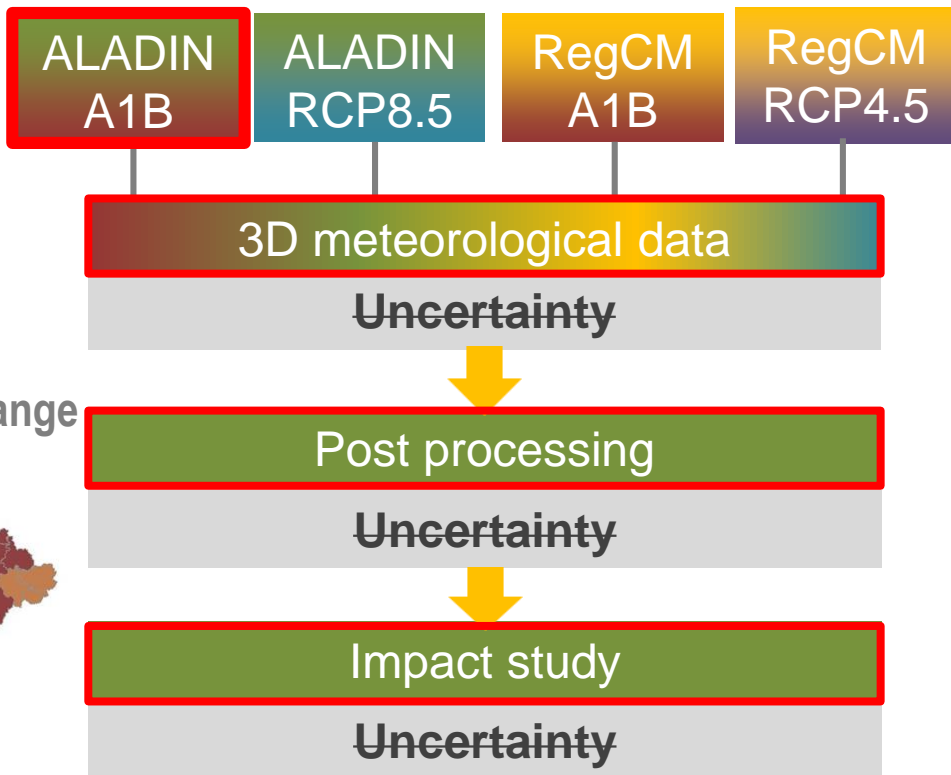 ALADIN
A1B
ALADIN
RCP8.5
RegCM
A1B
RegCM
RCP4.5
3D meteorological data
Uncertainty
Post processing
Uncertainty
Impact study
Uncertainty